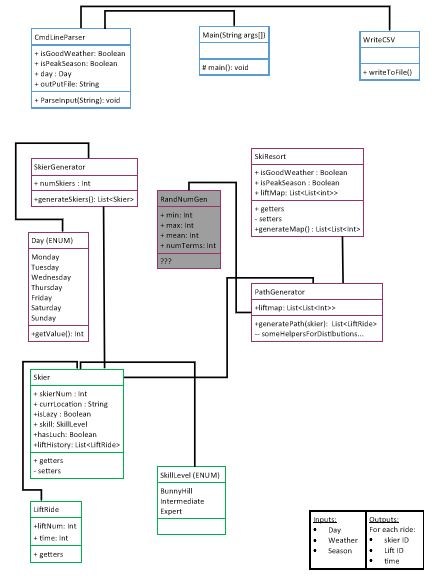 CmdLineParser
+ isGoodWeather: Boolean
+ isPeakSeason: Boolean
+ day : Day
+ outPutFile: String
+ ParseInput(String): void
Main(String args[])
# main(): void
WriteCSV
+ writeToFile()
SkierGenerator
+ numSkiers : Int
+generateSkiers(): List<Skier>
RandNumGen
+ min: Int
+ max: Int
+ mean: Int
+ numTerms: Int
???
SkiResort
+ isGoodWeather : Boolean
+ isPeakSeason : Boolean
+ liftMap: List<List<int>>
+ getters
- setters
+generateMap() : List<List<Int>
Day (ENUM)
Monday
Tuesday
Wednesday
Thursday
Friday
Saturday
Sunday
+getValue(): Int
PathGenerator
+liftmap: List<List<Int>>
+generatePath(skier): List<LiftRide>
-- someHelpersForDistibutions...
Skier
+ skierNum : Int
+ currLocation : String
+isLazy : Boolean
+ skill: SkillLevel
+hasLuch: Boolean
+liftHistory: List<LiftRide>
+ getters
- setters
SkillLevel (ENUM)
BunnyHill
Intermediate
Expert
LiftRide
+liftNum: Int
+ time: Int
+ getters
Inputs:
• Day
• Weather
• Season
Outputs:
For each ride:
• skier ID
• Lift ID
• time